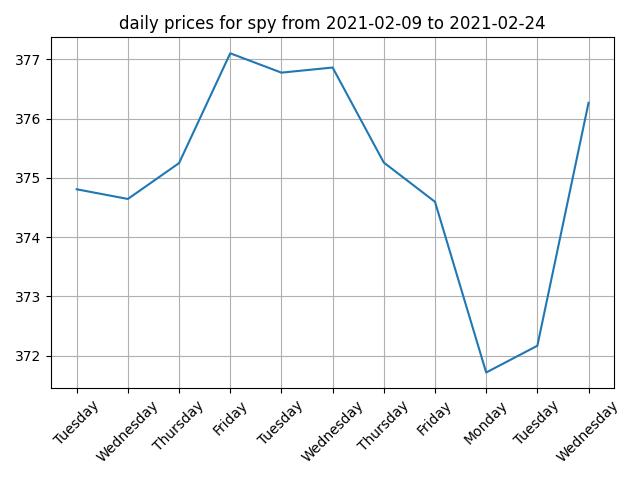 daily prices for spy from 2021-02-09 to 2021-02-24
377
376
375
374
373
372
Tuesday
Wednesday
Thursday
Friday
Tuesday
Wednesday
Thursday
Friday
Monday
Tuesday
Wednesday